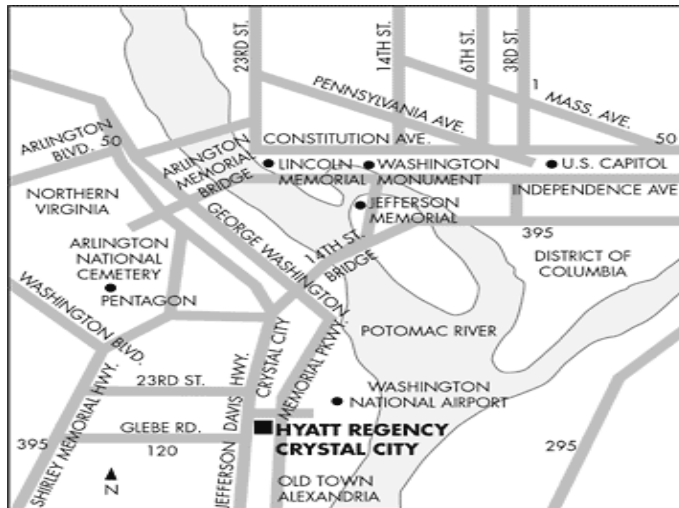 23RD ST.
14TH ST.
6TH ST.
3RD ST.
PENNSYLVANIA AVE.
1
MASS. AVE.
ARLINGTON
BLVD. 50
CONSTITUTION AVE.
50
ARLINGTON
MEMORIAL
BRIDGE
LINCOLN
MEMORIAL
WASHINGTON
MONUMENT
U.S. CAPITOL
INDEPENDENCE AVE
NORTHERN
VIRGINIA
JEFFERSON
MEMORIAL
GEORGE WASHINGTON
MEMORIAL PKWY.
14TH ST.
BRIDGE
395
DISTRICT OF
COLUMBIA
ARLINGTON
NATIONAL
CEMETERY
PENTAGON
WASHINGTON BLVD.
POTOMAC RIVER
CRYSTAL CITY
23RD ST.
JEFFERSON DAVIS HWY.
WASHINGTON
NATIONAL AIRPORT
GLEBE RD.
120
HYATT REGENCY
CRYSTAL CITY
395
SHIRLEY MEMORIAL HWY.
295
N
OLD TOWN
ALEXANDRIA